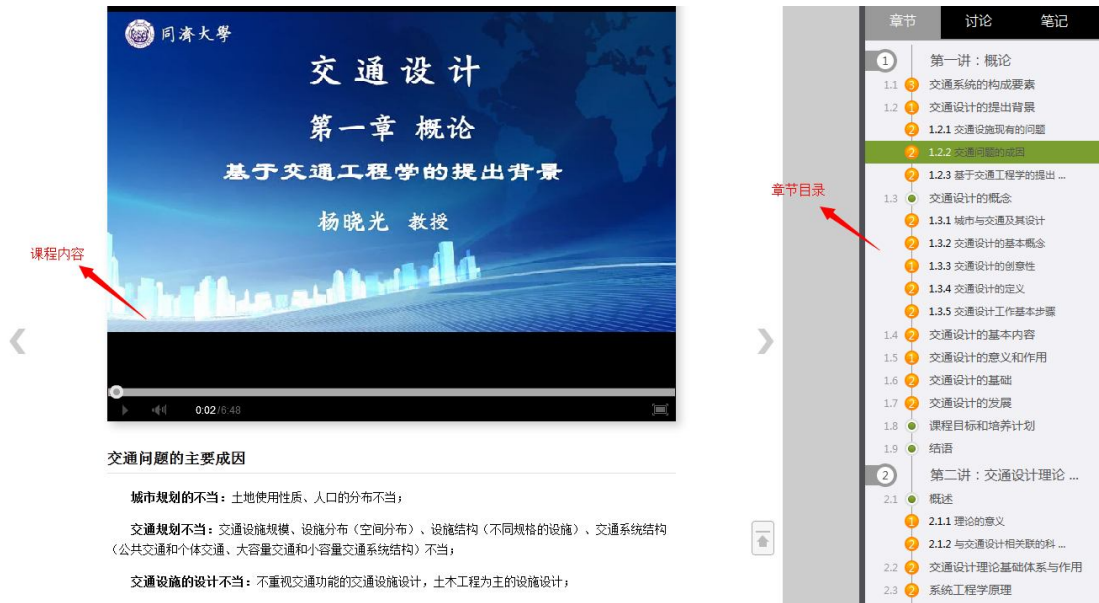 同济大学
交通设计
第一章 概论
基于交通工程学的提出背景
杨晓光 教授
课程内容
0:02/6:48
交通问题的主要成因
城市规划的不当：土地使用性质、人口的分布不当；
交通规划不当：交通设施规模、设施分布（空间分布）、设施结构（不同规格的设施）、交通系统结构
（公共交通和个体交通、大容量交通和小容量交通系统结构）不当；
交通设施的设计不当：不重视交通功能的交通设施设计，土木工程为主的设施设计；
章节目录
章节 讨论 笔记
1 第一讲：概论
1.1 3 交通系统的构成要素
1.2 1 交通设计的提出背景
2 1.2.1 交通设施现有的问题
2 1.2.2 交通问题的成因
2 1.2.3 基于交通工程学的提出 ...
1.3 交通设计的概念
2 1.3.1 城市与交通及其设计
2 1.3.2 交通设计的基本概念
1 1.3.3 交通设计的创意性
2 1.3.4 交通设计的定义
2 1.3.5 交通设计工作基本步骤
1.4 2 交通设计的基本内容
1.5 1 交通设计的意义和作用
1.6 2 交通设计的基础
1.7 2 交通设计的发展
1.8 课程目标和培养计划
1.9 结语
2 第二讲：交通设计理论 ...
2.1 概述
1 2.1.1 理论的意义
2 2.1.2 与交通设计相关联的科 ...
2.2 2 交通设计理论基础体系与作用
2.3 2 系统工程学原理